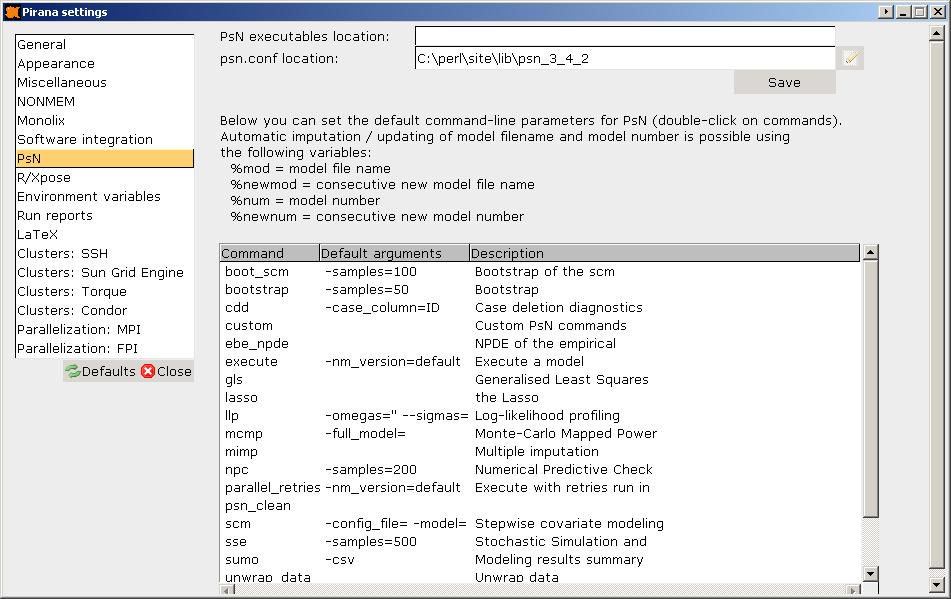 Pirana settings
General
Appearance
Miscellaneous
NONMEM
Monolix
Software integration
PsN
R/Xpose
Environment variables
Run reports
LaTeX
Clusters: SSH
Clusters: Sun Grid Engine
Clusters: Torque
Clusters: Condor
Parallelization: MPI
Parallelization: FPI
Defaults Close
PsN executables location:
psn.conf location: C:\perl\site\lib\psn_3_4_2
Save
Below you can set the default command-line parameters for PsN (double-click on commands).
Automatic imputation / updating of model filename and model number is possible using
the following variables:
%mod = model file name
%newmod = consecutive new model file name
%num = model number
%newnum = consecutive new model number
Command Default arguments Description
boot_scm -samples=100 Bootstrap of the scm
bootstrap -samples=50 Bootstrap
cdd -case_column=ID Case deletion diagnostics
custom Custom PsN commands
ebe_npde NPDE of the empirical
execute -nm_version=default Execute a model
gls Generalised Least Squares
lasso the Lasso
llp -omegas='' --sigmas= Log-likelihood profiling
mcmp -full_model= Monte-Carlo Mapped Power
mimp Multiple imputation
npc -samples=200 Numerical Predictive Check
parallel_retries -nm_version=default Execute with retries run in
psn_clean
scm -config_file= -model= Stepwise covariate modeling
sse -samples=500 Stochastic Simulation and
sumo -csv Modeling results summary
unwrap_data Unwrap data